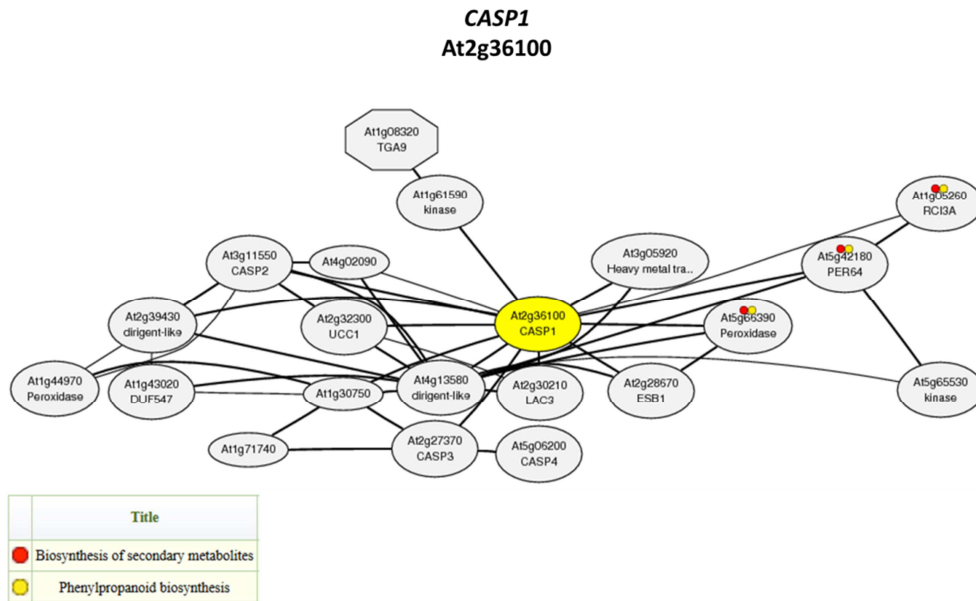 CASP1
At2g36100
At1g08320
TGA9
At1g61590
kinase
At1g05260
RCI3A
At3g11550
CASP2
At4g02090
At3g05920
Heavy metal tra..
At5g42180
PER64
At2g39430
dirigent-like
At2g32300
UCC1
At2g36100
CASP1
At5g66390
Peroxidase
At1g44970
Peroxidase
At1g43020
DUF547
At1g30750
At4g13580
dirigent-like
At2g30210
LAC3
At2g28670
ESB1
At5g65530
kinase
At1g71740
At2g27370
CASP3
At5g06200
CASP4
Title
Biosynthesis of secondary metabolites
Phenylpropanoid biosynthesis